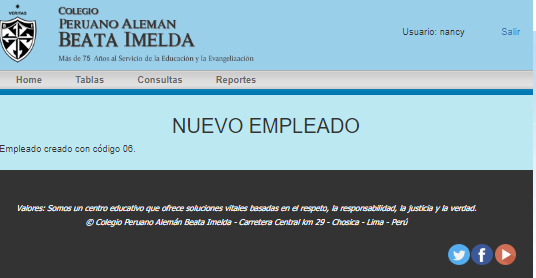 VERITAS
COLEGIO
PERUANO ALEMÁN
BEATA IMELDA
Más de 75 Años al Servicio de la Educación y la Evangelización
Usuario: nancy
Salir
Home Tablas Consultas Reportes
NUEVO EMPLEADO
Empleado creado con código 06.
Valores: Somos un centro educativo que ofrece soluciones vitales basadas en el respeto, la responsabilidad, la justicia y la verdad.
© Colegio Peruano Alemán Beata Imelda - Carretera Central km 29 - Chosica - Lima - Perú